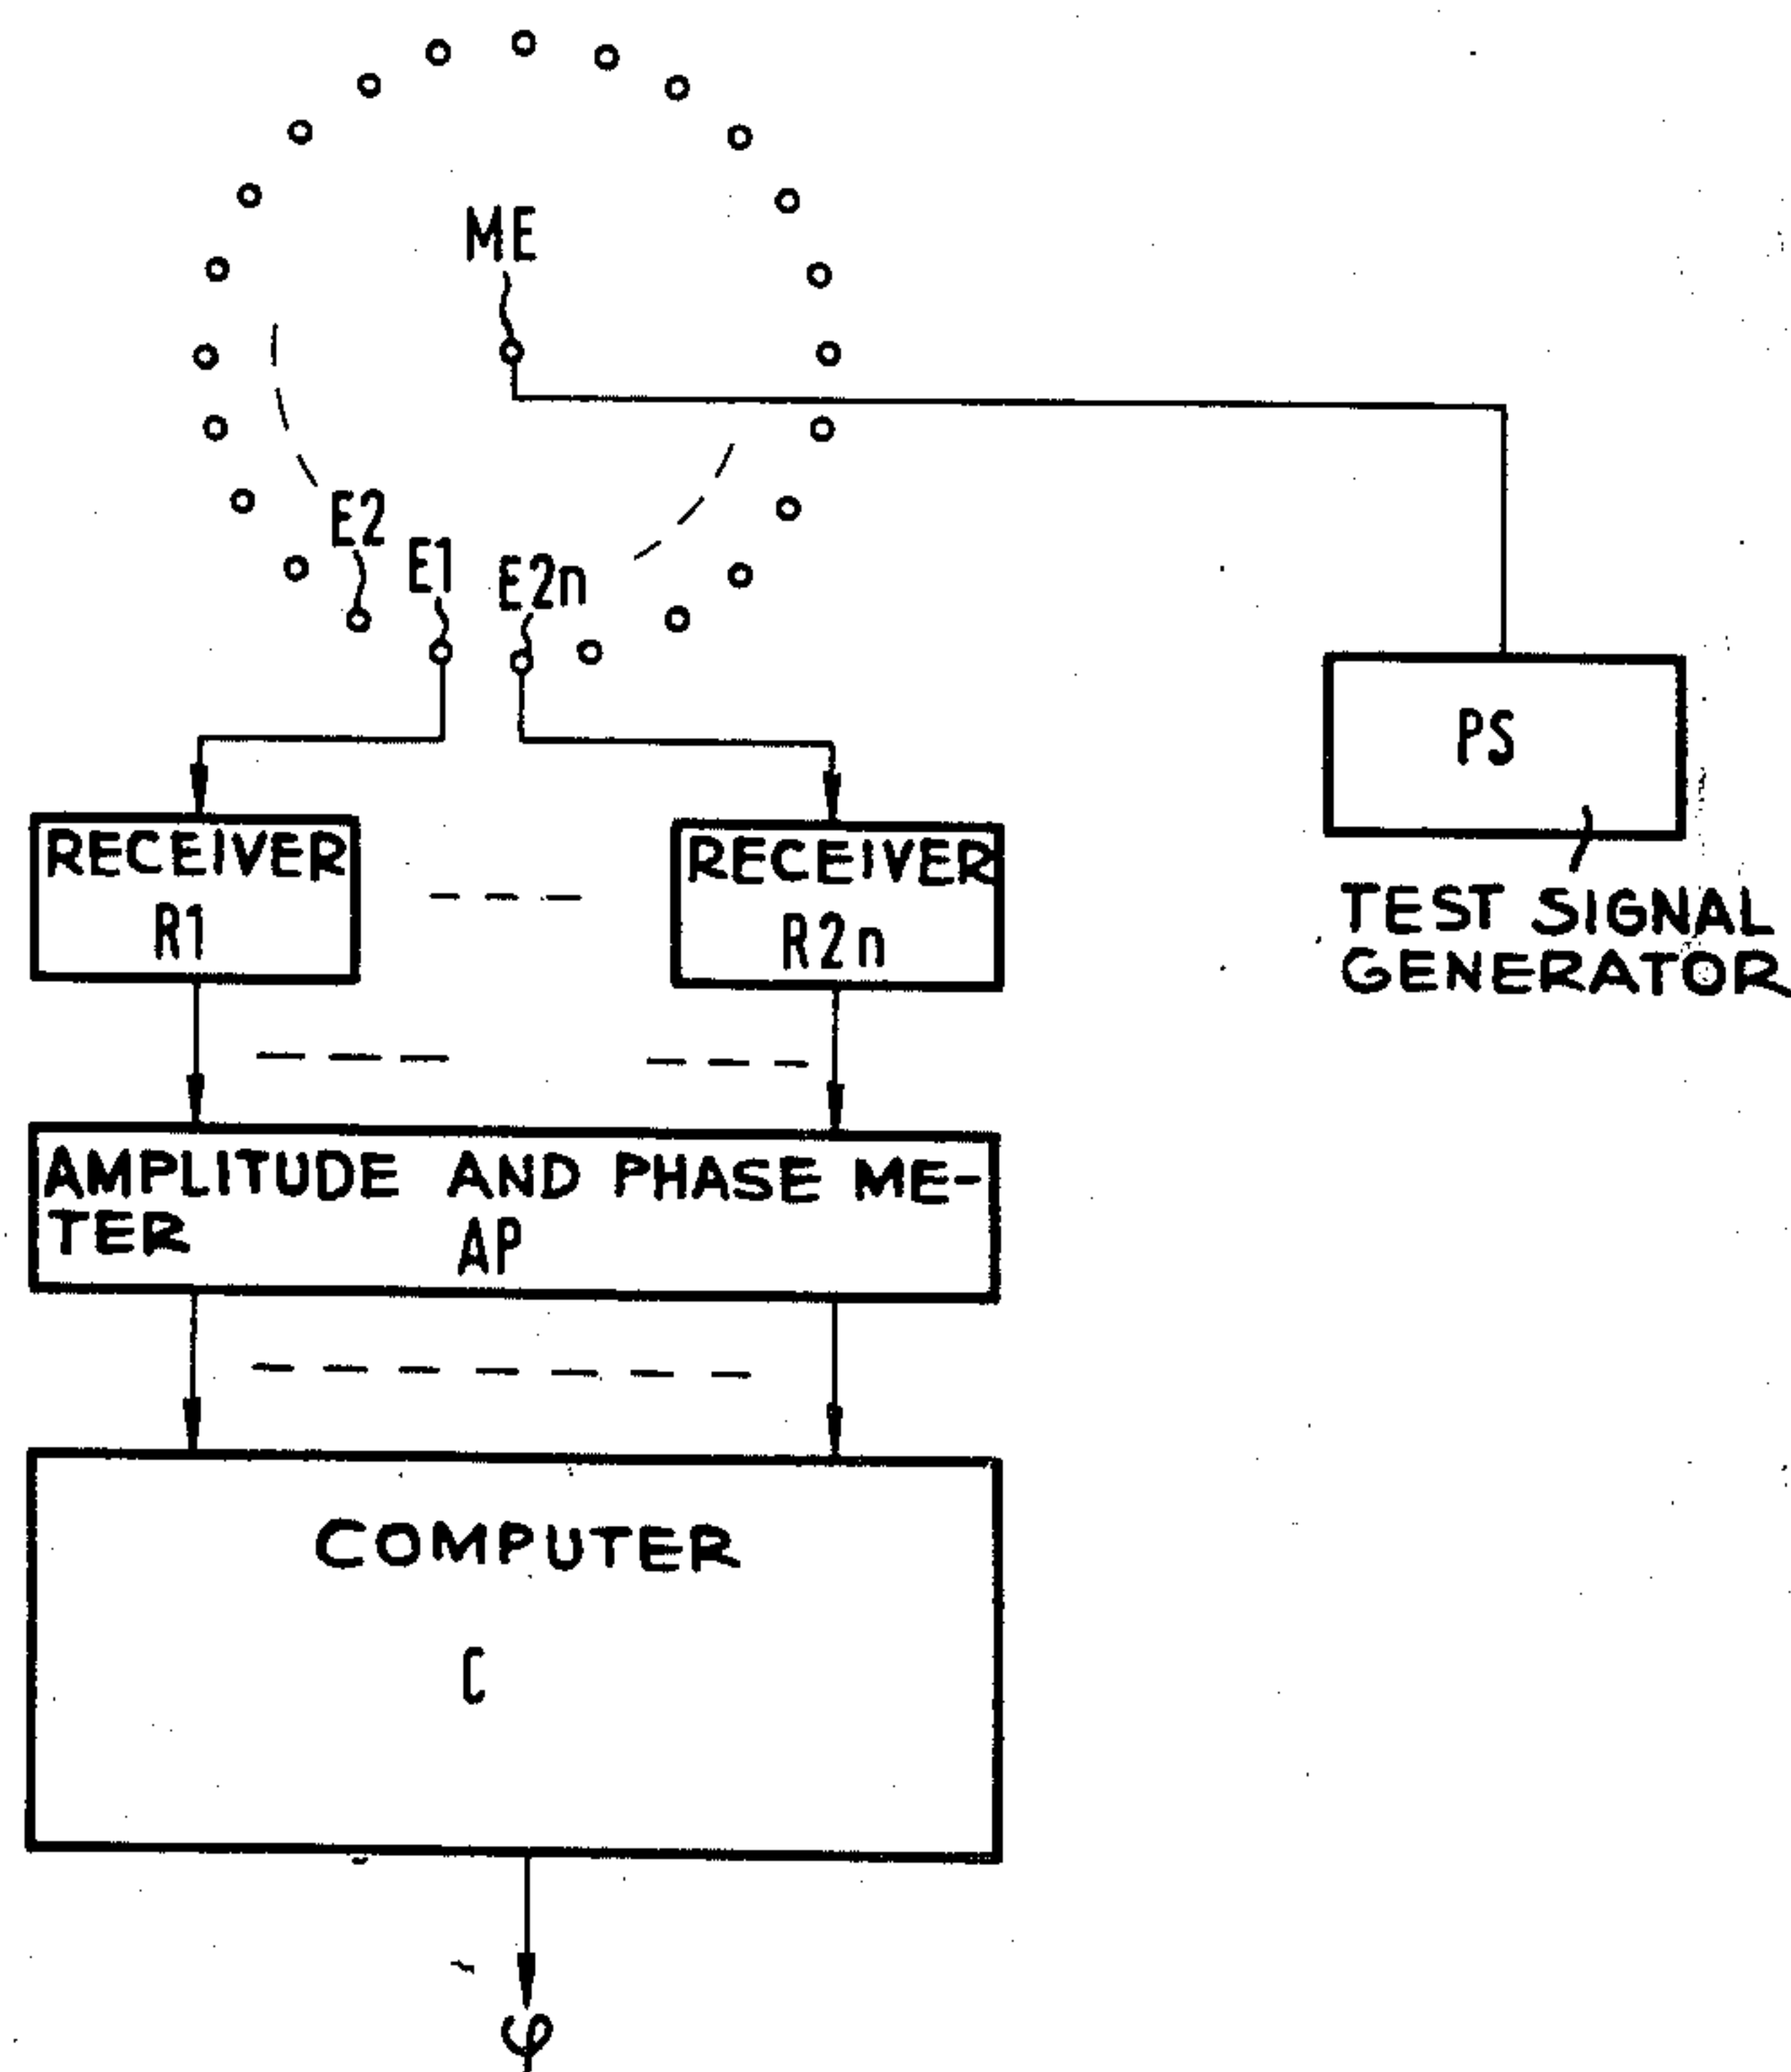 ME
E2
E1
E2n
PS
RECEIVER
R1
RECEIVER
R2n
TEST SIGNAL
GENERATOR
AMPLITUDE AND PHASE ME-
TER AP
COMPUTER
C
φ